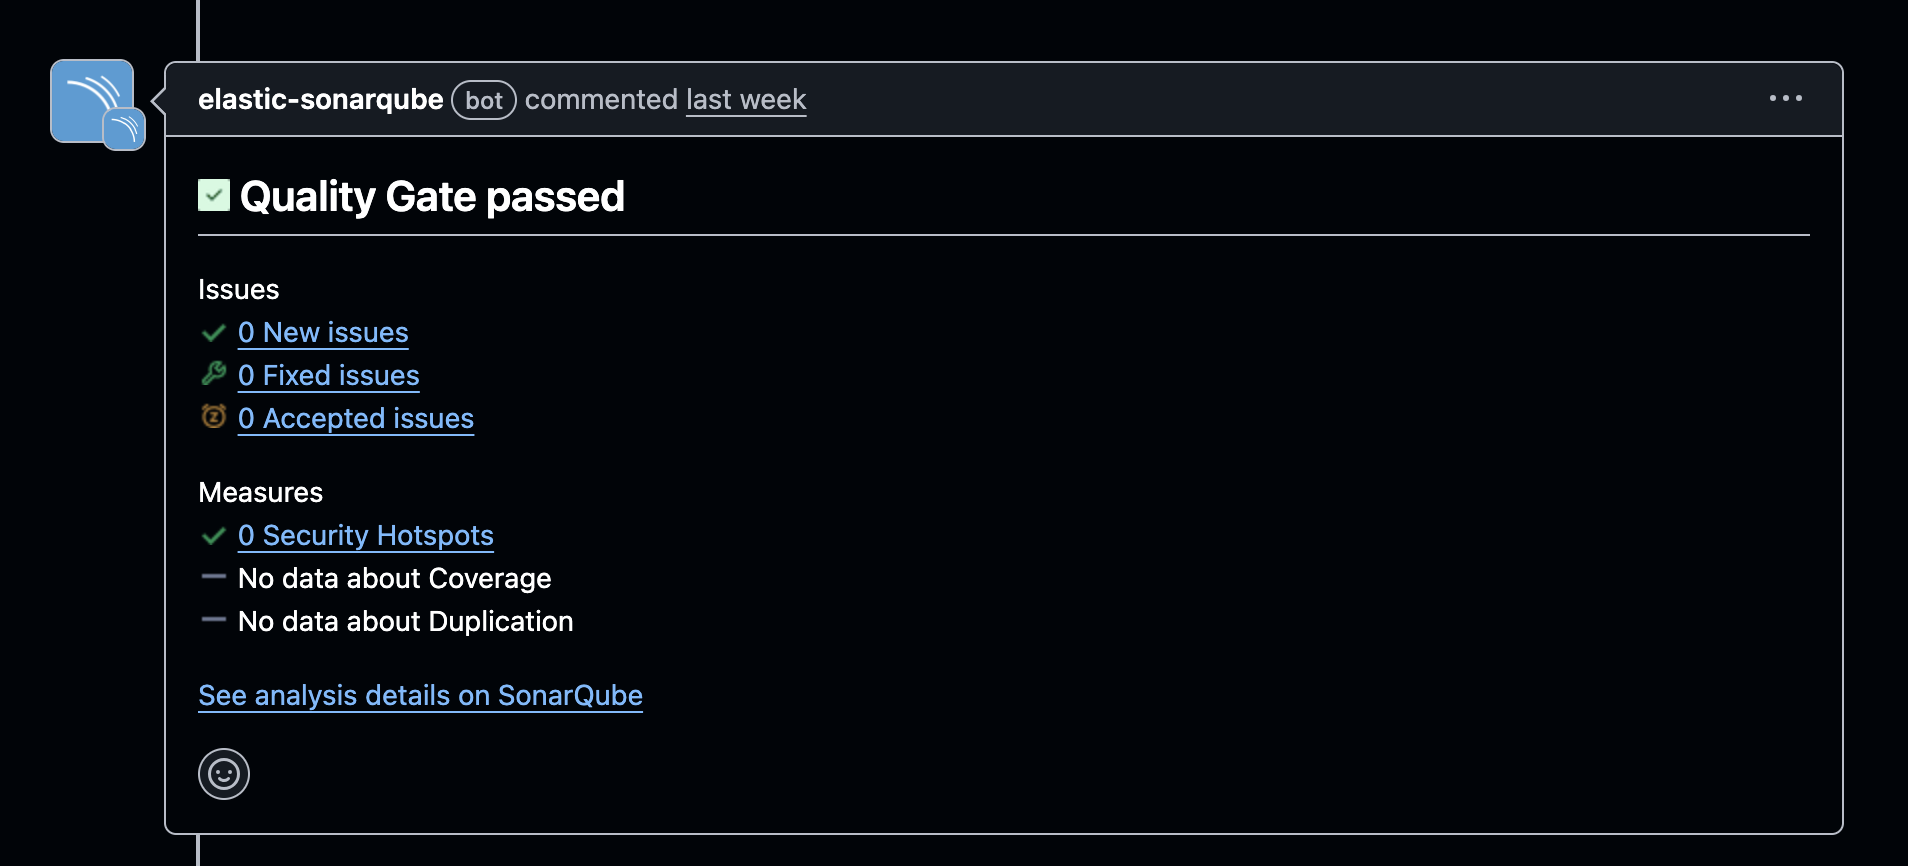 elastic-sonarqube bot commented last week
Quality Gate passed
Issues
0 New issues
0 Fixed issues
0 Accepted issues
Measures
0 Security Hotspots
No data about Coverage
No data about Duplication
See analysis details on SonarQube